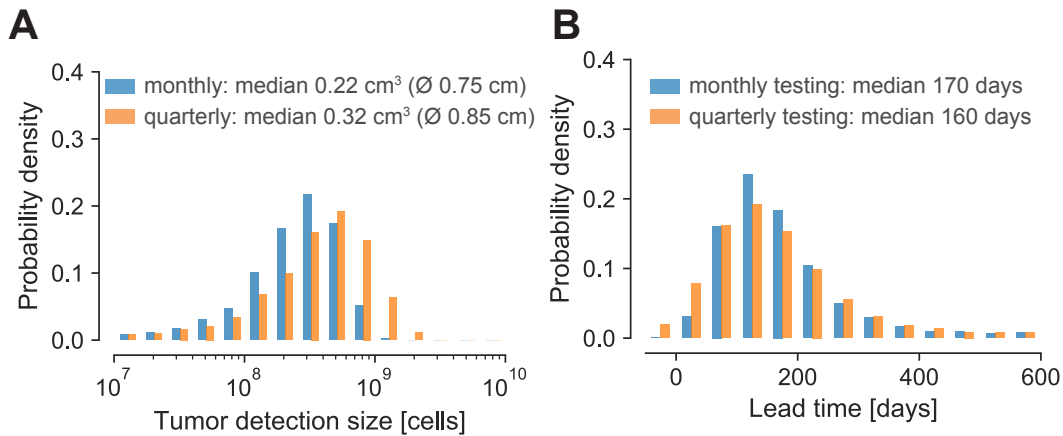 A
0.4
0.3
0.2
0.1
0.0
Probability density
monthly: median 0.22 cm³ (Ø 0.75 cm)
quarterly: median 0.32 cm³ (Ø 0.85 cm)
10⁷
10⁸
10⁹
10¹⁰
Tumor detection size [cells]
B
0.4
0.3
0.2
0.1
0.0
Probability density
monthly testing: median 170 days
quarterly testing: median 160 days
0
200
400
600
Lead time [days]